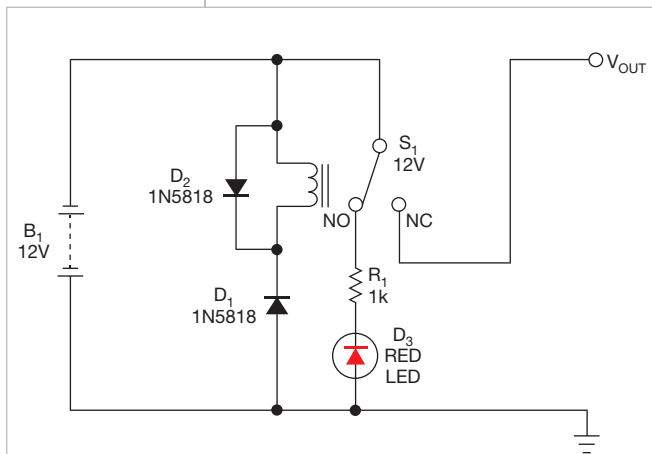 V_OUT
S₁
12V
D₂
1N5818
NO
NC
B₁
12V
R₁
1k
D₁
1N5818
D₃
RED
LED